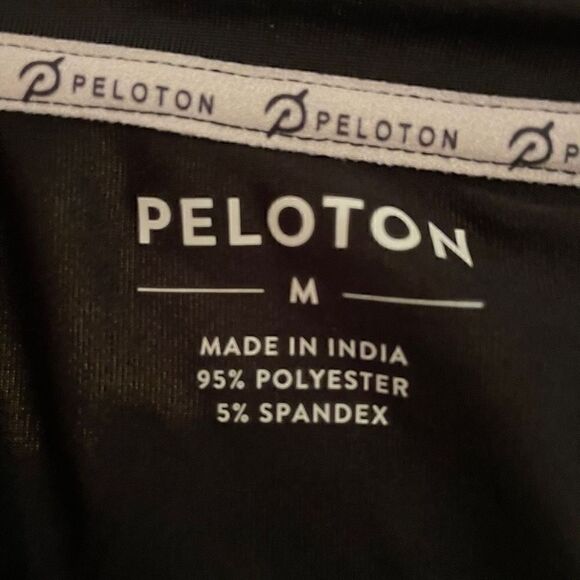 PELOTON PELOTON P
PELOTON
M
MADE IN INDIA
95% POLYESTER
5% SPANDEX